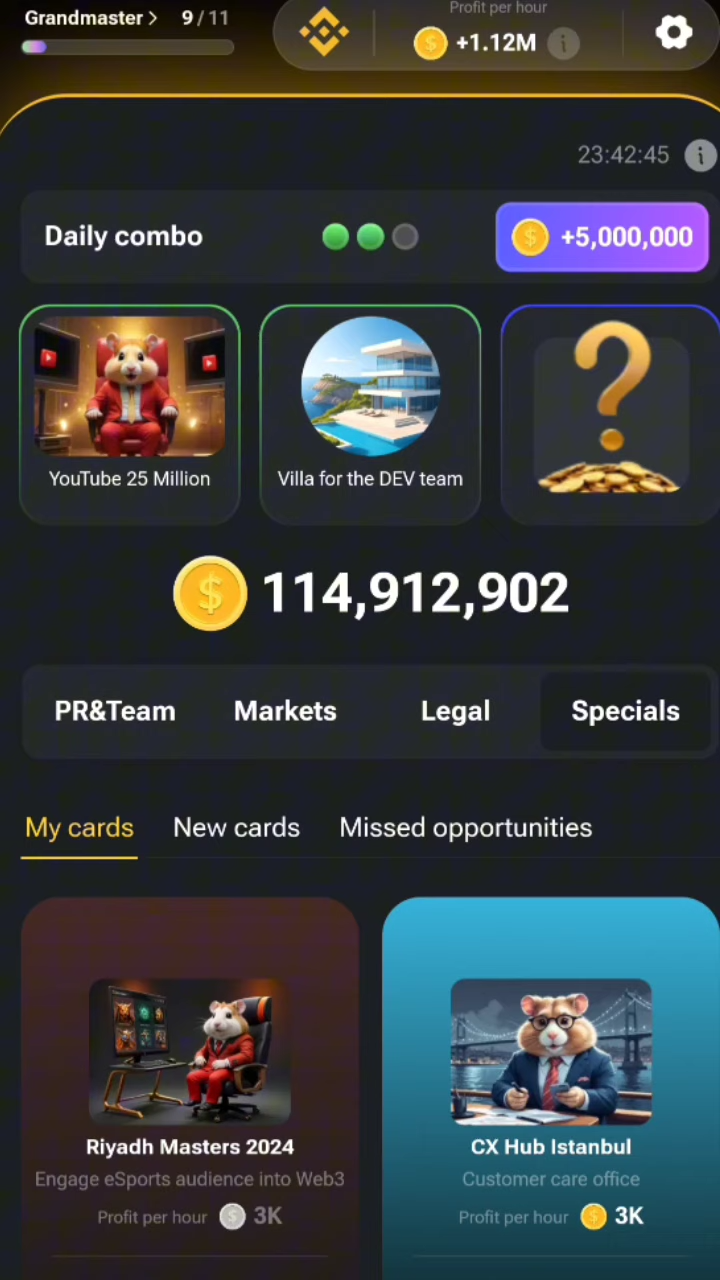 Grandmaster > 9 / 11
Profit per hour
+1.12M
23:42:45
Daily combo
+5,000,000
YouTube 25 Million
Villa for the DEV team
114,912,902
PR&Team Markets Legal Specials
My cards New cards Missed opportunities
Riyadh Masters 2024
Engage eSports audience into Web3
Profit per hour 3K
CX Hub Istanbul
Customer care office
Profit per hour 3K